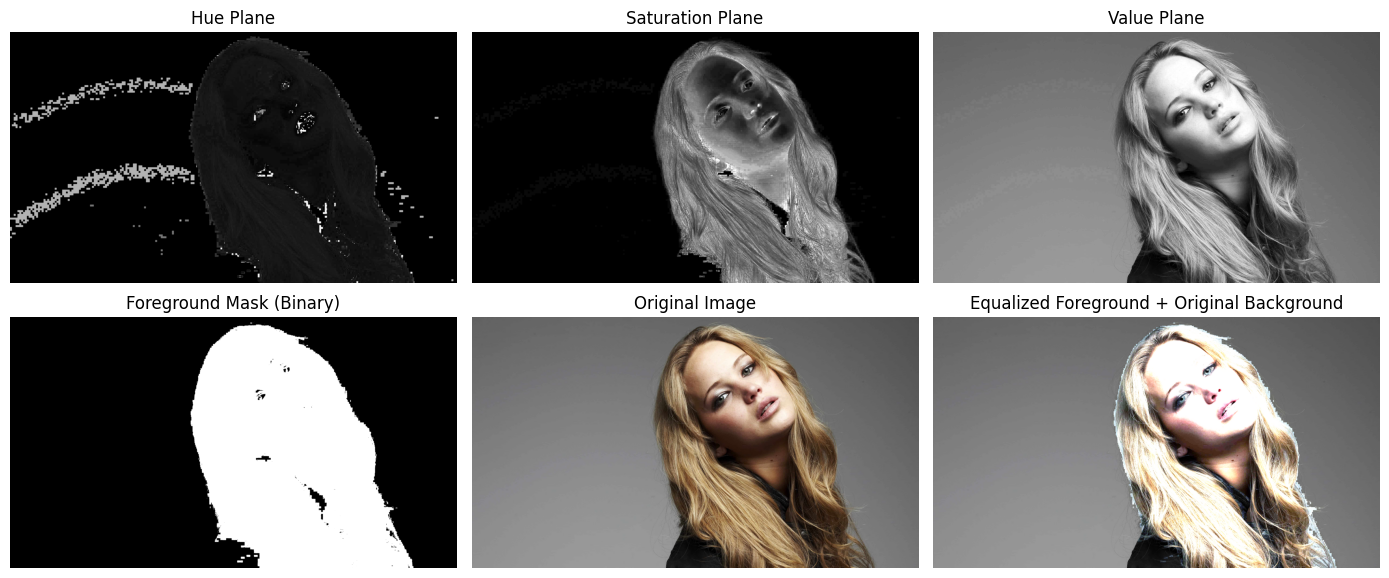 Hue Plane
Saturation Plane
Value Plane
Foreground Mask (Binary)
Original Image
Equalized Foreground + Original Background